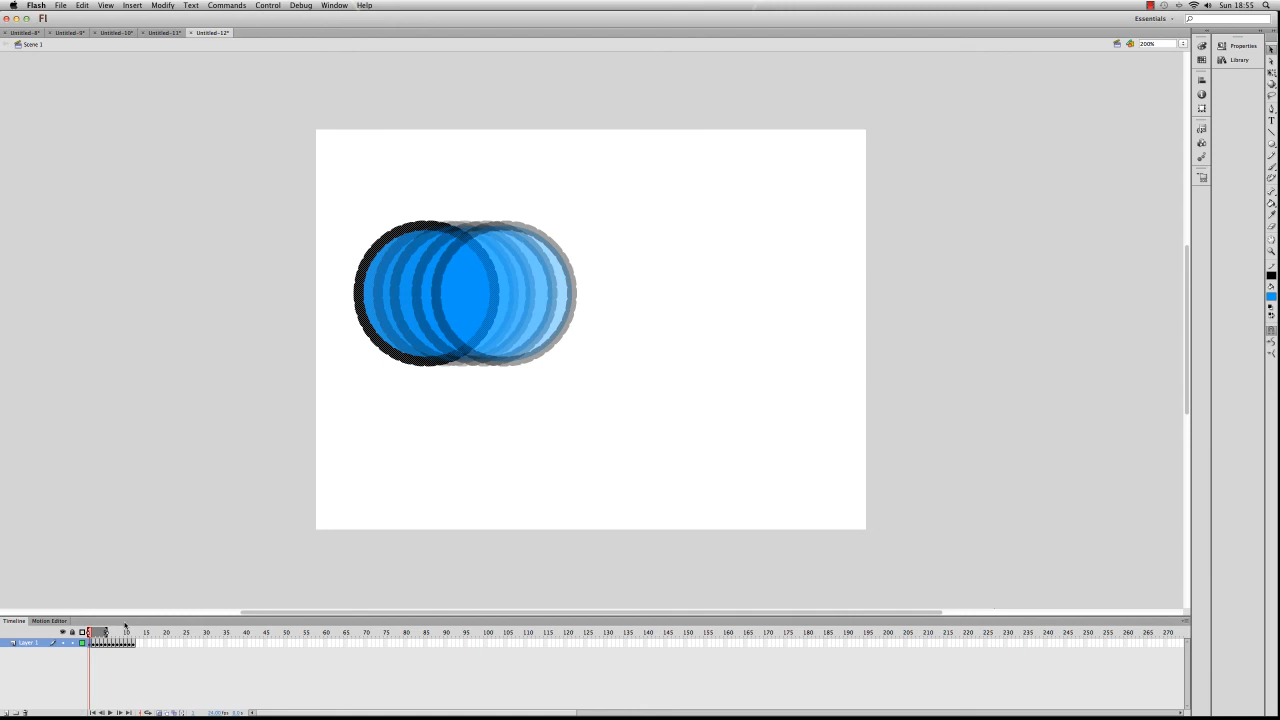 Flash File Edit View Insert Modify Text Commands Control Debug Window Help Sun 18:55
Fl Essentials
Untitled-8* Untitled-9* Untitled-10* Untitled-11* Untitled-12*
Scene 1 200%
Properties
Library
Timeline Motion Editor
10 15 20 25 30 35 40 45 50 55 60 65 70 75 80 85 90 95 100 105 110 115 120 125 130 135 140 145 150 155 160 165 170 175 180 185 190 195 200 205 210 215 220 225 230 235 240 245 250 255 260 265 270
Layer 1
1 24.00fps 0.0s